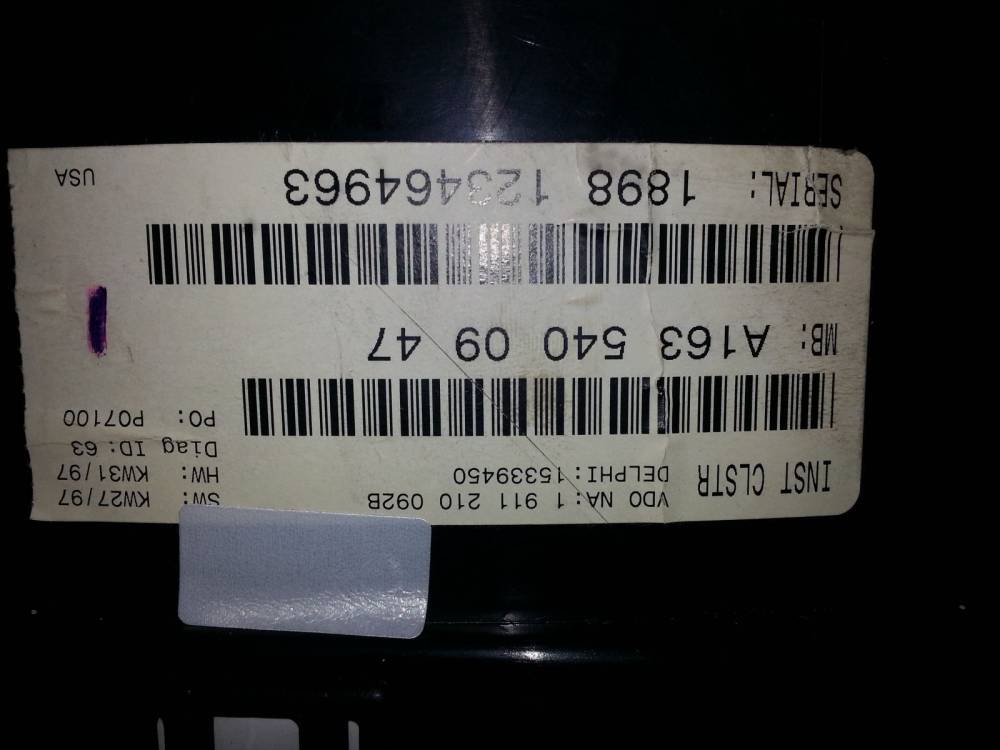 INST CLSTR
VDO NA: 1 911 210 092B
DELPHI: 15339450
SW: KW27/97
HW: KW31/97
Diag ID: 63
PO: P07100
MB: A163 540 09 47
SERIAL: 1898 123464963
USA